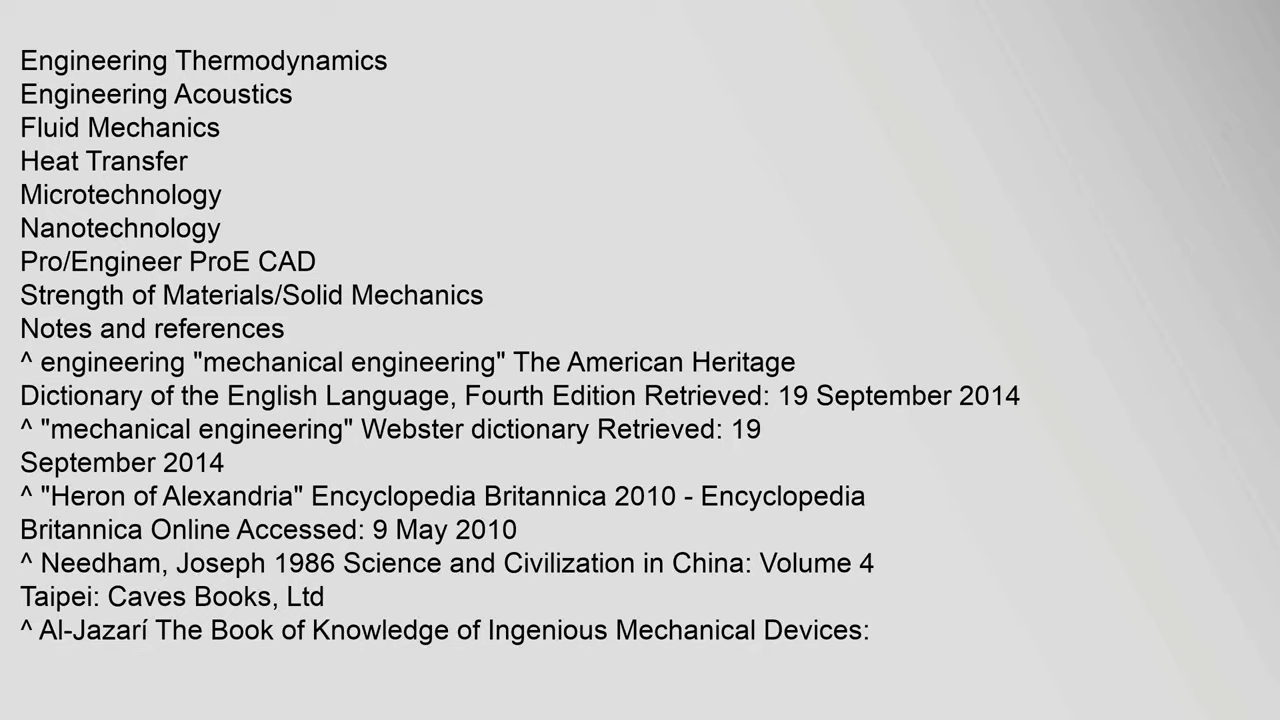 Engineering Thermodynamics
Engineering Acoustics
Fluid Mechanics
Heat Transfer
Microtechnology
Nanotechnology
Pro/Engineer ProE CAD
Strength of Materials/Solid Mechanics
Notes and references
^ engineering "mechanical engineering" The American Heritage
Dictionary of the English Language, Fourth Edition Retrieved: 19 September 2014
^ "mechanical engineering" Webster dictionary Retrieved: 19
September 2014
^ "Heron of Alexandria" Encyclopedia Britannica 2010 - Encyclopedia
Britannica Online Accessed: 9 May 2010
^ Needham, Joseph 1986 Science and Civilization in China: Volume 4
Taipei: Caves Books, Ltd
^ Al-Jazarí The Book of Knowledge of Ingenious Mechanical Devices: